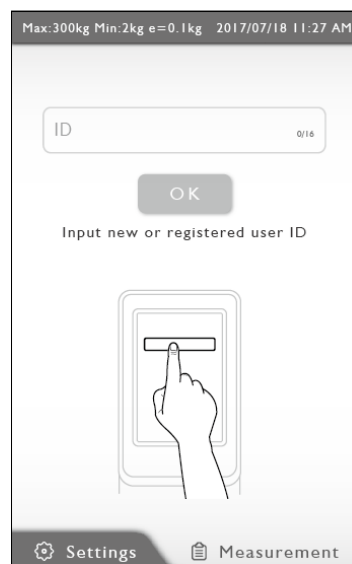 Max:300kg Min:2kg e=0.1kg 2017/07/18 11:27 AM
ID 0/16
OK
Input new or registered user ID
Settings Measurement